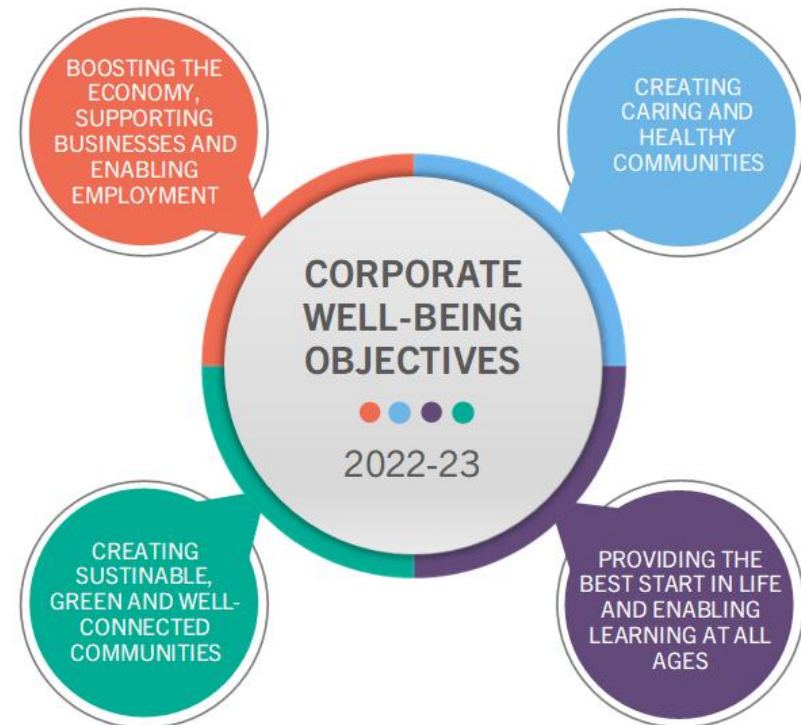 BOOSTING THE
ECONOMY,
SUPPORTING
BUSINESSES AND
ENABLING
EMPLOYMENT
CREATING
CARING AND
HEALTHY
COMMUNITIES
CORPORATE
WELL-BEING
OBJECTIVES
2022-23
CREATING
SUSTINABLE,
GREEN AND WELL-
CONNECTED
COMMUNITIES
PROVIDING THE
BEST START IN LIFE
AND ENABLING
LEARNING AT ALL
AGES